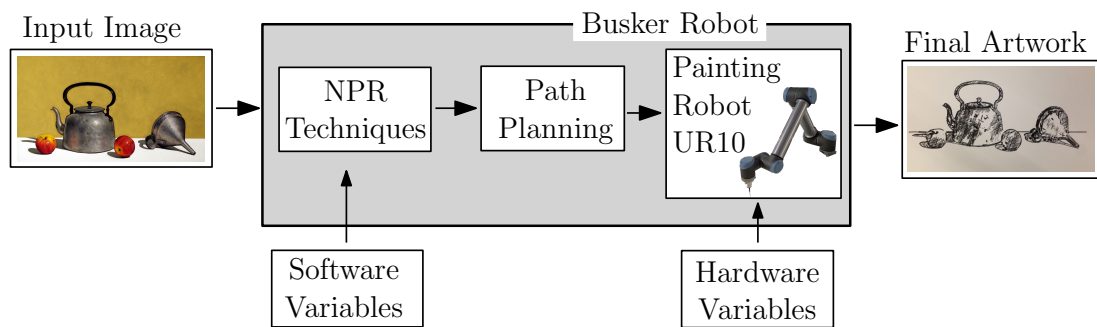 Input Image
Busker Robot
Final Artwork
NPR
Techniques
Path
Planning
Painting
Robot
UR10
Software
Variables
Hardware
Variables